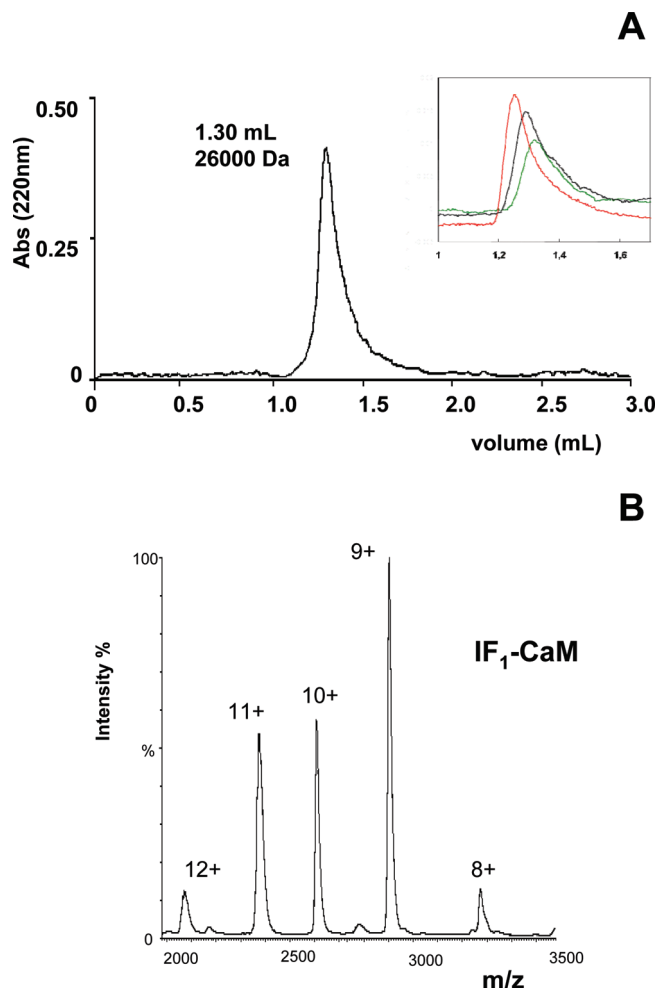 A
0.50
1.30 mL
26000 Da
Abs (220nm)
0.25
0
1 1,2 1,4 1,6
0 0.5 1.0 1.5 2.0 2.5 3.0
volume (mL)
B
9+
100
IF₁-CaM
Intensity %
11+
10+
%
12+
8+
0
2000 2500 3000 3500
m/z